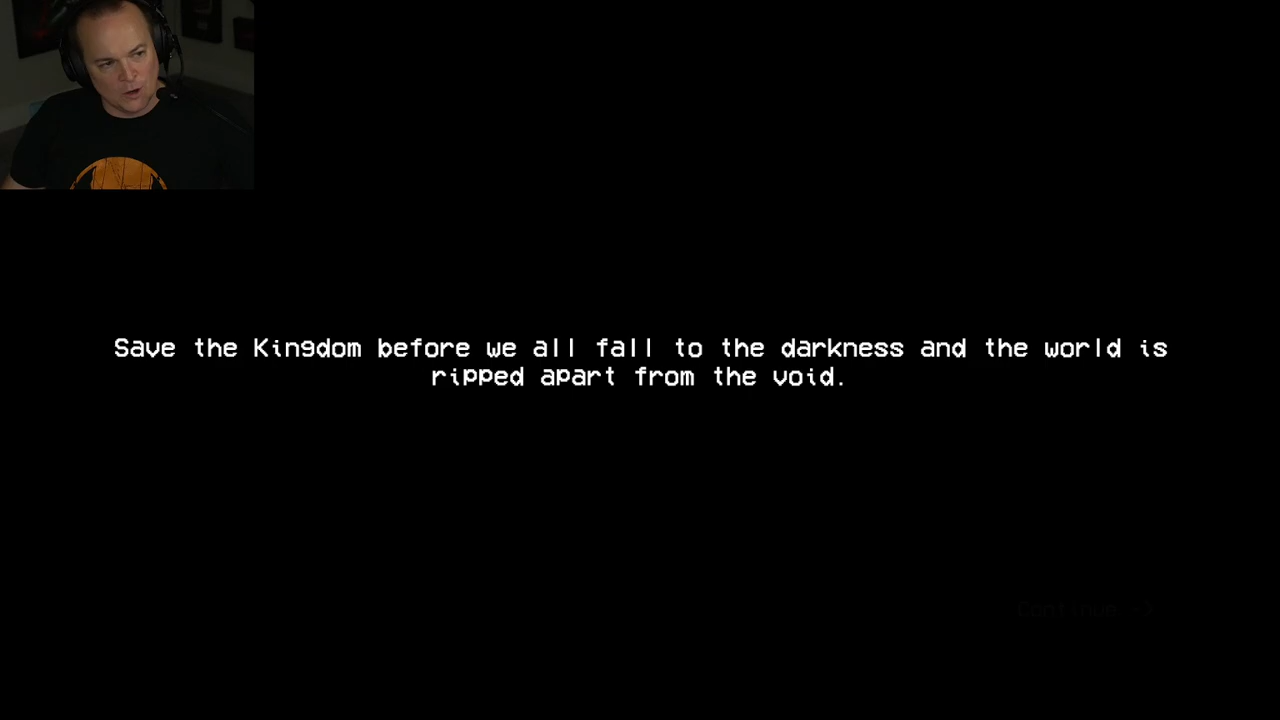 Save the Kingdom before we all fall to the darkness and the world is
ripped apart from the void.
Continue ->